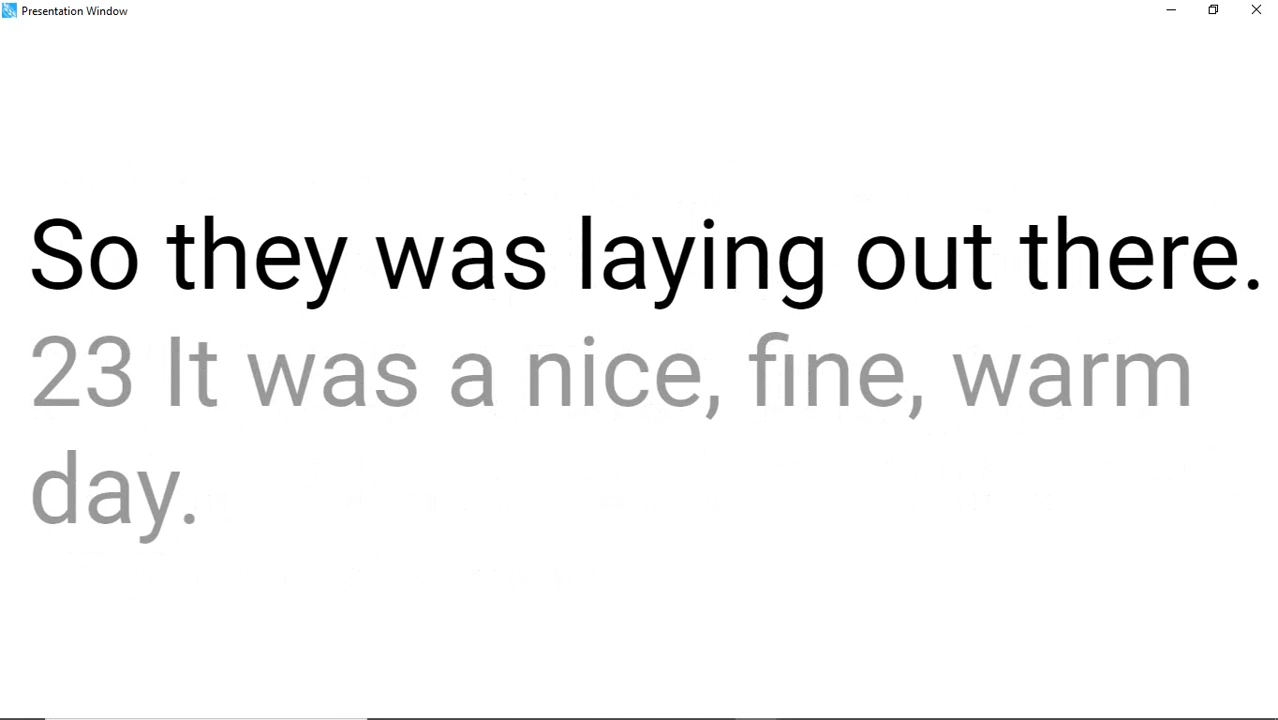 Presentation Window
So they was laying out there.
23 It was a nice, fine, warm
day.